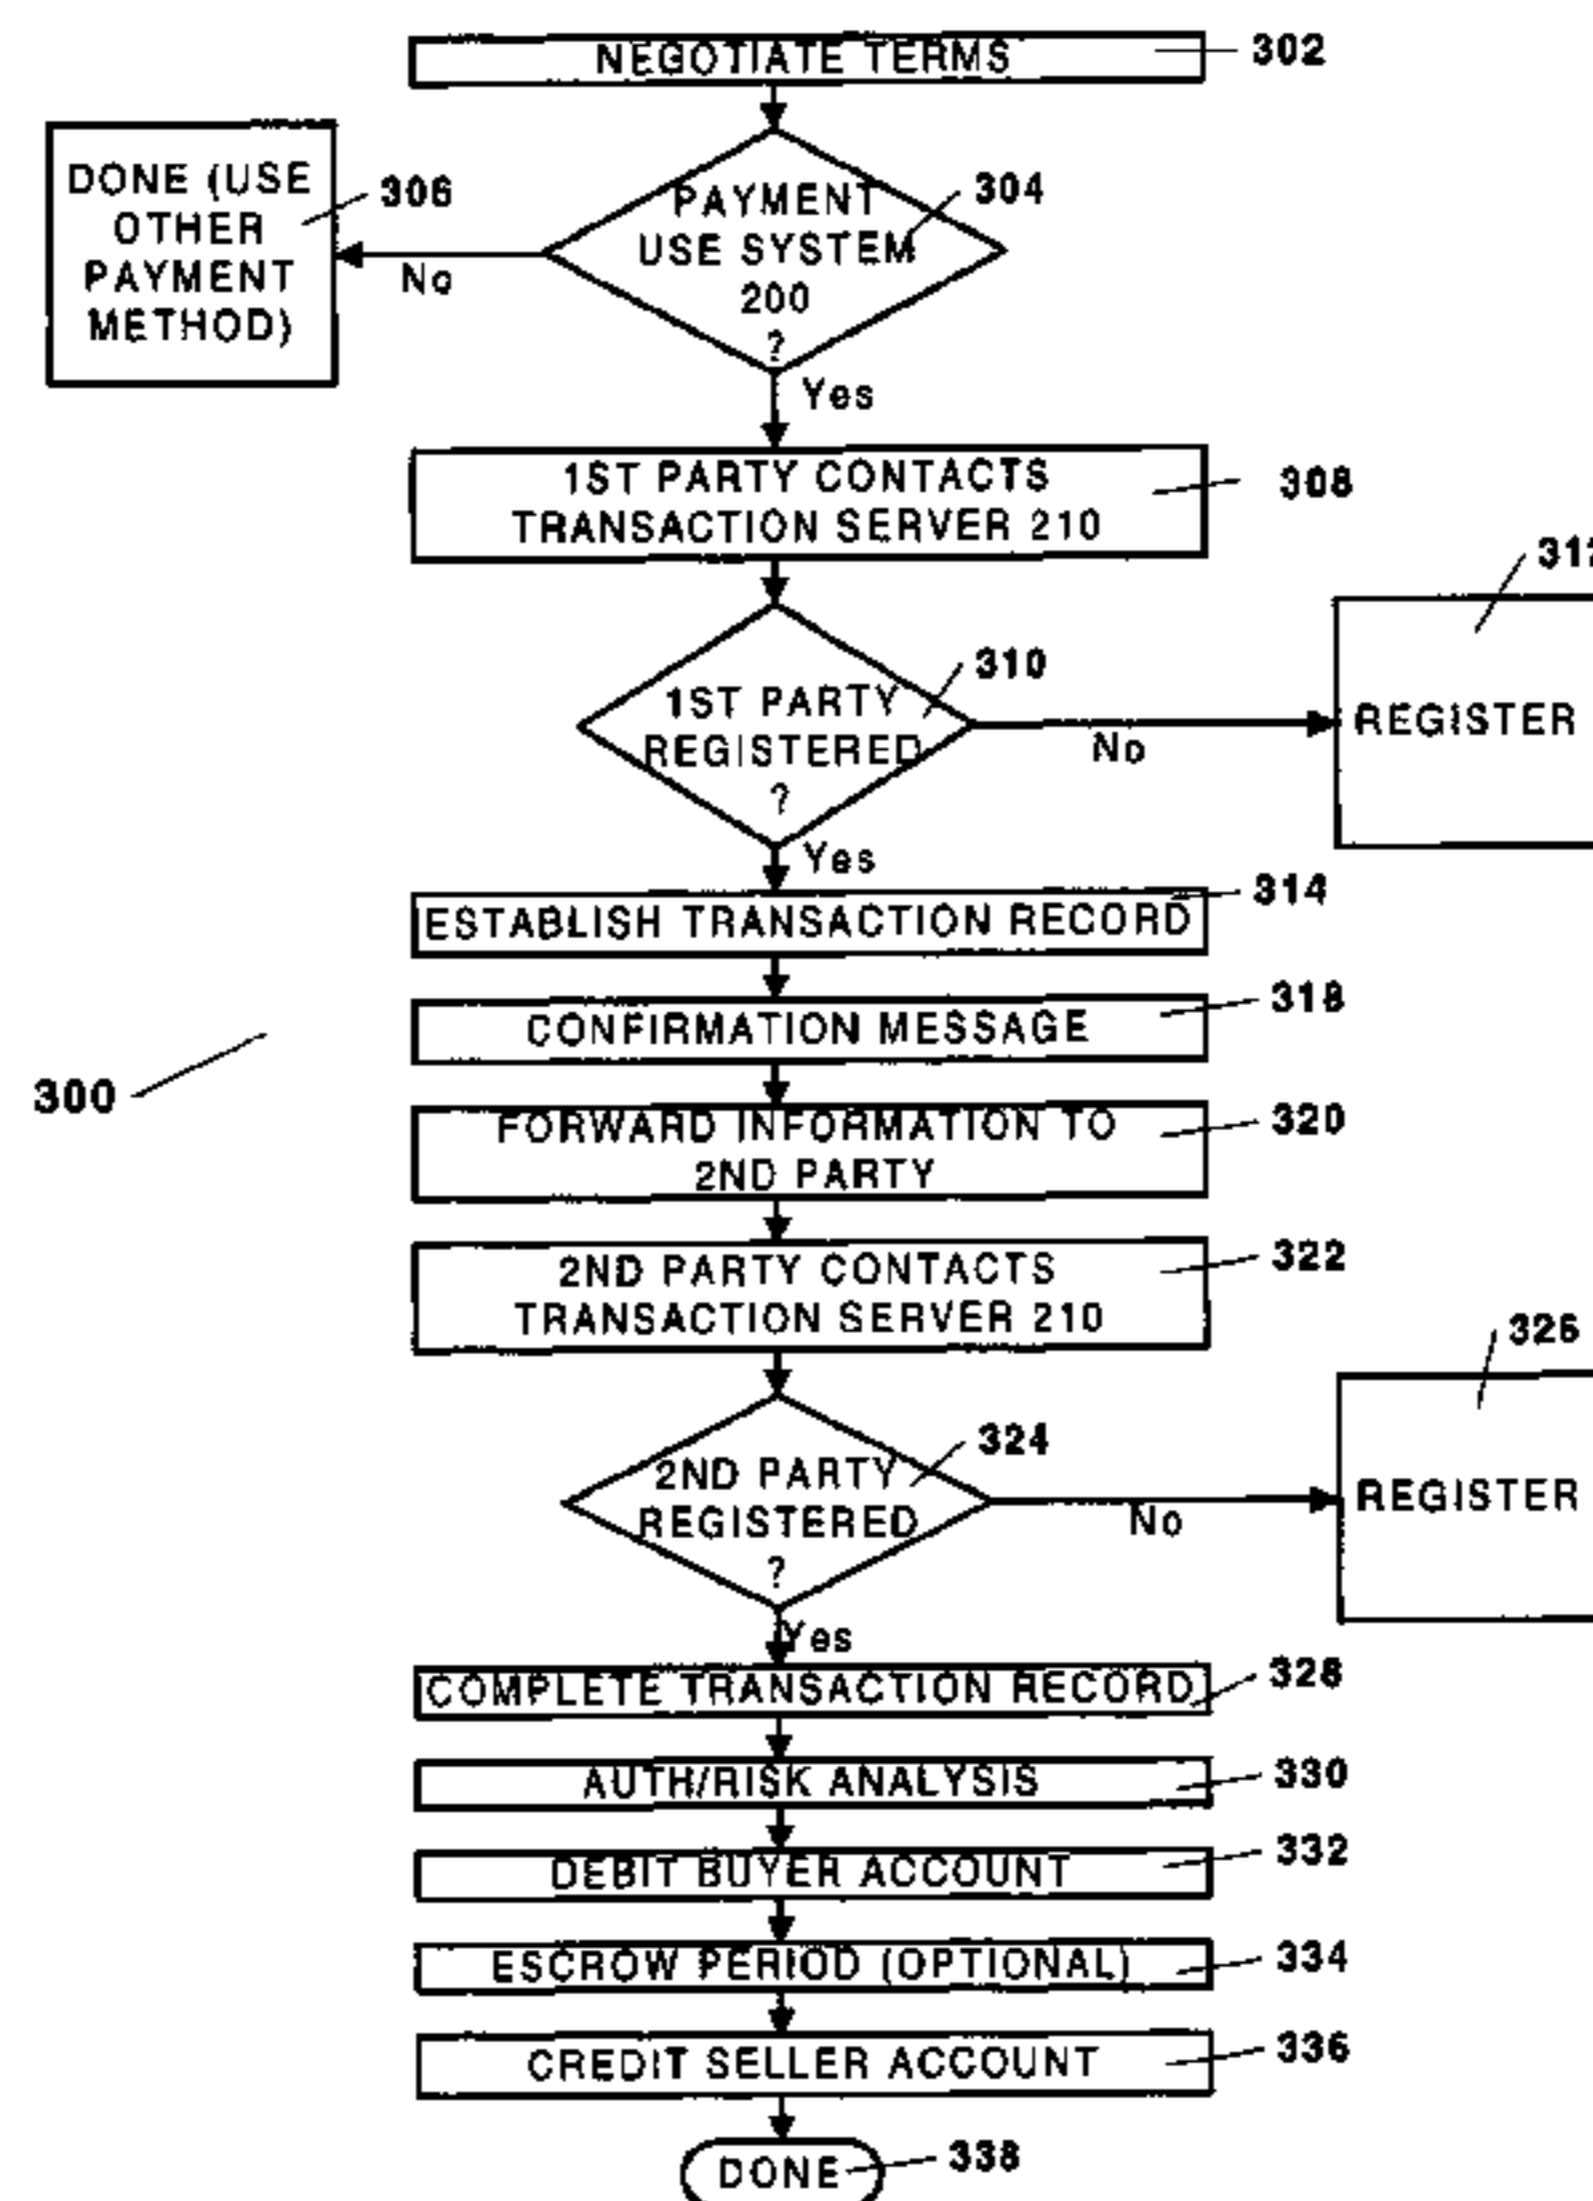 NEGOTIATE TERMS
302
DONE (USE
OTHER
PAYMENT
METHOD)
306
No
PAYMENT
USE SYSTEM
200
?
304
Yes
1ST PARTY CONTACTS
TRANSACTION SERVER 210
308
1ST PARTY
REGISTERED
?
310
No
REGISTER
Yes
ESTABLISH TRANSACTION RECORD
314
CONFIRMATION MESSAGE
318
300
FORWARD INFORMATION TO
2ND PARTY
320
2ND PARTY CONTACTS
TRANSACTION SERVER 210
322
2ND PARTY
REGISTERED
?
324
No
326
REGISTER
Yes
COMPLETE TRANSACTION RECORD
328
AUTH/RISK ANALYSIS
330
DEBIT BUYER ACCOUNT
332
ESCROW PERIOD (OPTIONAL)
334
CREDIT SELLER ACCOUNT
336
DONE
338